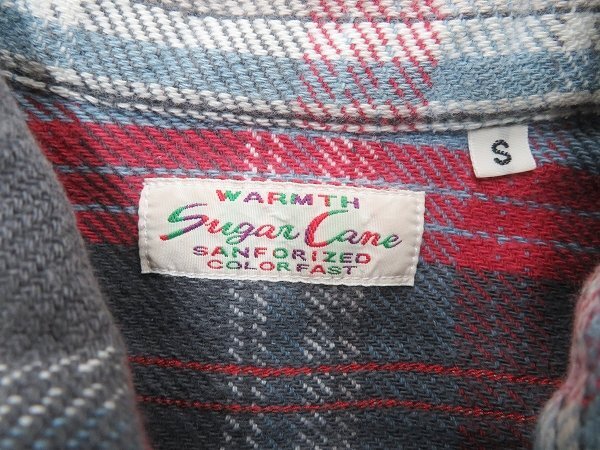 S
WARMTH
Sugar Cane
SANFORIZED
COLOR FAST